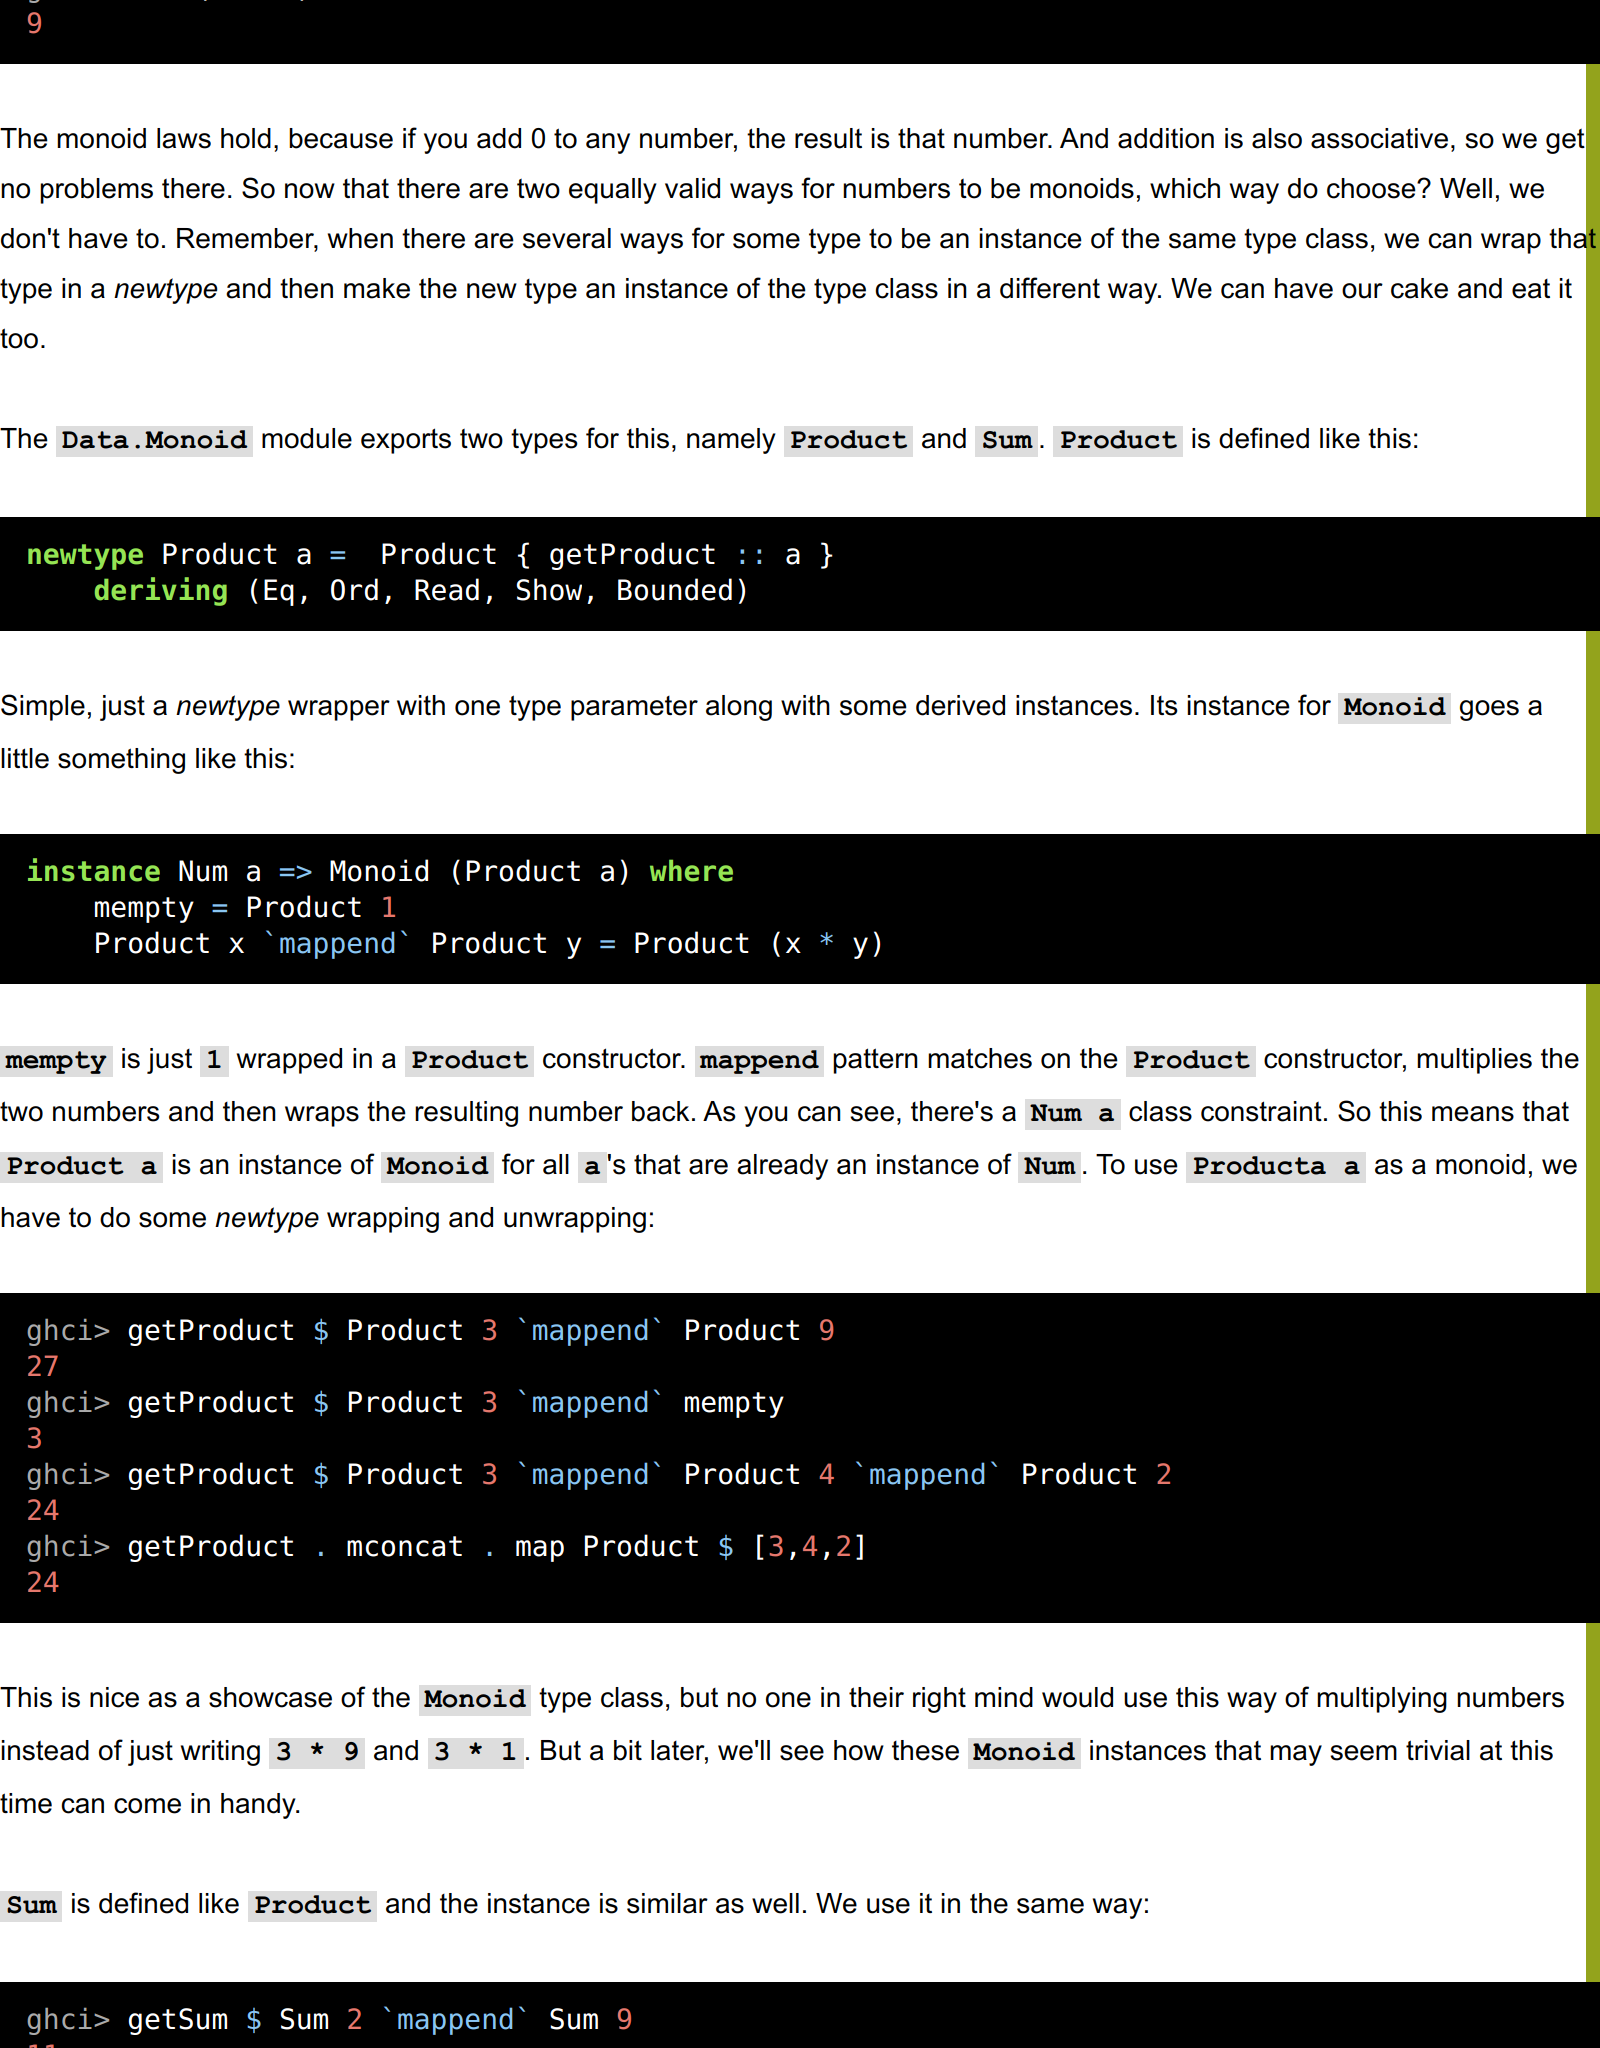 9
The monoid laws hold, because if you add 0 to any number, the result is that number. And addition is also associative, so we get
no problems there. So now that there are two equally valid ways for numbers to be monoids, which way do choose? Well, we
don't have to. Remember, when there are several ways for some type to be an instance of the same type class, we can wrap that
type in a newtype and then make the new type an instance of the type class in a different way. We can have our cake and eat it
too.
The Data.Monoid module exports two types for this, namely Product and Sum. Product is defined like this:
newtype Product a =  Product { getProduct :: a }
    deriving (Eq, Ord, Read, Show, Bounded)
Simple, just a newtype wrapper with one type parameter along with some derived instances. Its instance for Monoid goes a
little something like this:
instance Num a => Monoid (Product a) where
    mempty = Product 1
    Product x `mappend` Product y = Product (x * y)
mempty is just 1 wrapped in a Product constructor. mappend pattern matches on the Product constructor, multiplies the
two numbers and then wraps the resulting number back. As you can see, there's a Num a class constraint. So this means that
Product a is an instance of Monoid for all a's that are already an instance of Num. To use Producta a as a monoid, we
have to do some newtype wrapping and unwrapping:
ghci> getProduct $ Product 3 `mappend` Product 9
27
ghci> getProduct $ Product 3 `mappend` mempty
3
ghci> getProduct $ Product 3 `mappend` Product 4 `mappend` Product 2
24
ghci> getProduct . mconcat . map Product $ [3,4,2]
24
This is nice as a showcase of the Monoid type class, but no one in their right mind would use this way of multiplying numbers
instead of just writing 3 * 9 and 3 * 1. But a bit later, we'll see how these Monoid instances that may seem trivial at this
time can come in handy.
Sum is defined like Product and the instance is similar as well. We use it in the same way:
ghci> getSum $ Sum 2 `mappend` Sum 9